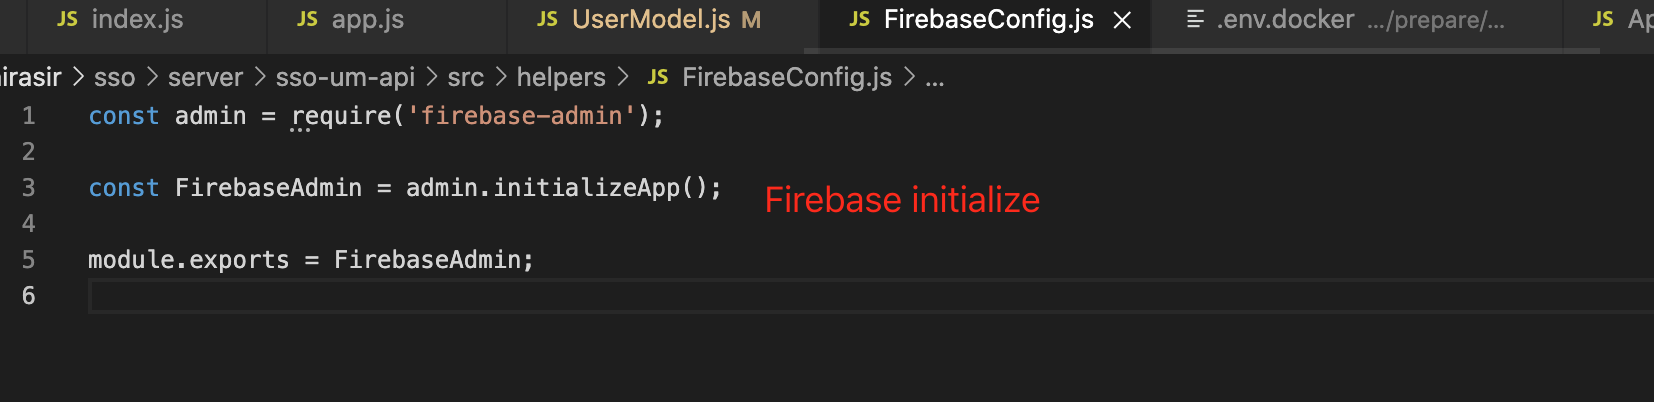 JS index.js JS app.js JS UserModel.js M JS FirebaseConfig.js × .env.docker .../prepare/... JS
sso > server > sso-um-api > src > helpers > JS FirebaseConfig.js > ...
1 const admin = require('firebase-admin');
2
3 const FirebaseAdmin = admin.initializeApp(); Firebase initialize
4
5 module.exports = FirebaseAdmin;
6